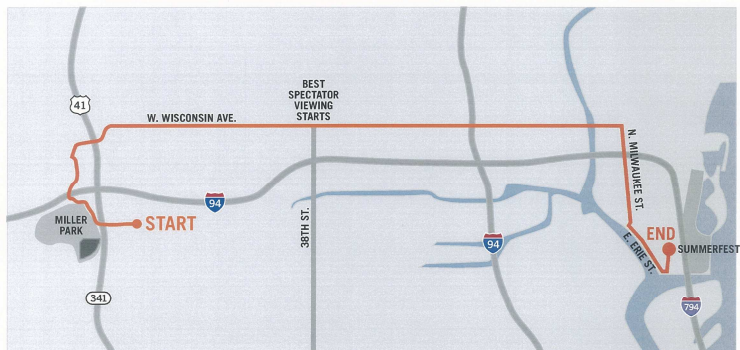 BEST
SPECTATOR
VIEWING
STARTS
41
W. WISCONSIN AVE.
N. MILWAUKEE ST.
94
MILLER
PARK
START
38TH ST.
E. ERIE ST.
END
SUMMERFEST
94
341
794